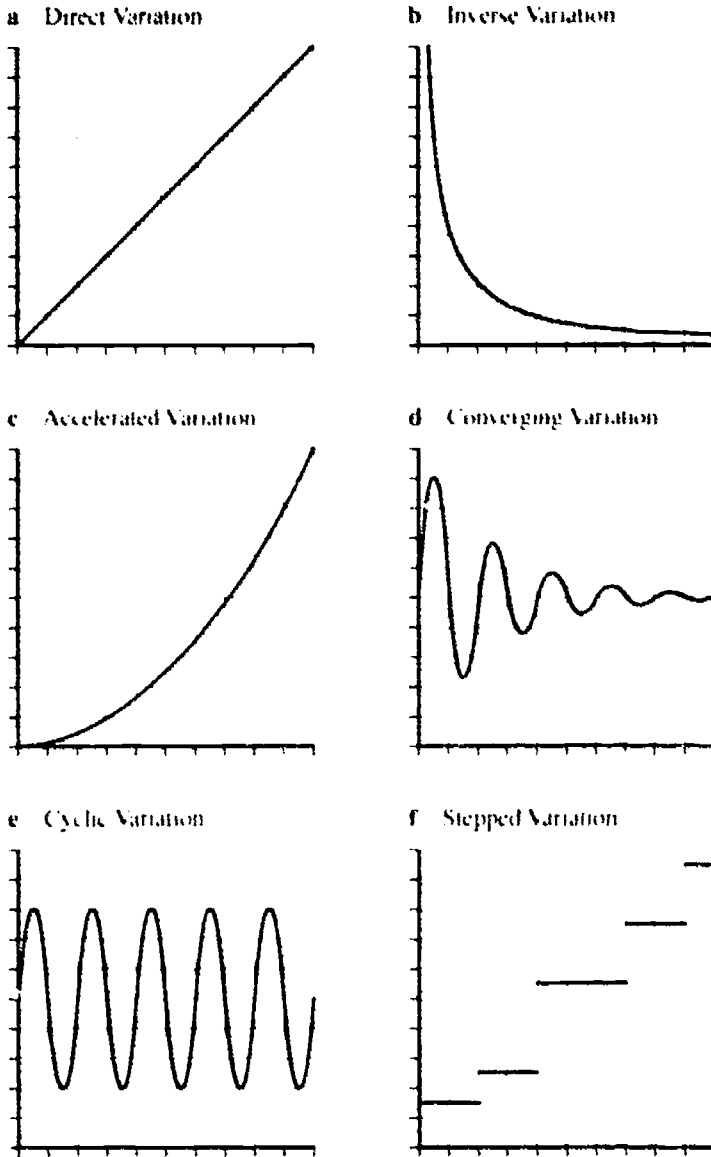 a Direct Variation
b Inverse Variation
c Accelerated Variation
d Converging Variation
e Cyclic Variation
f Stepped Variation